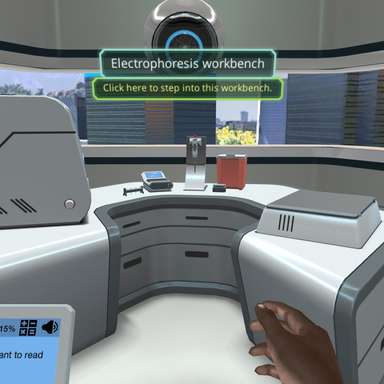 Electrophoresis workbench
Click here to step into this workbench.
15%
ant to read